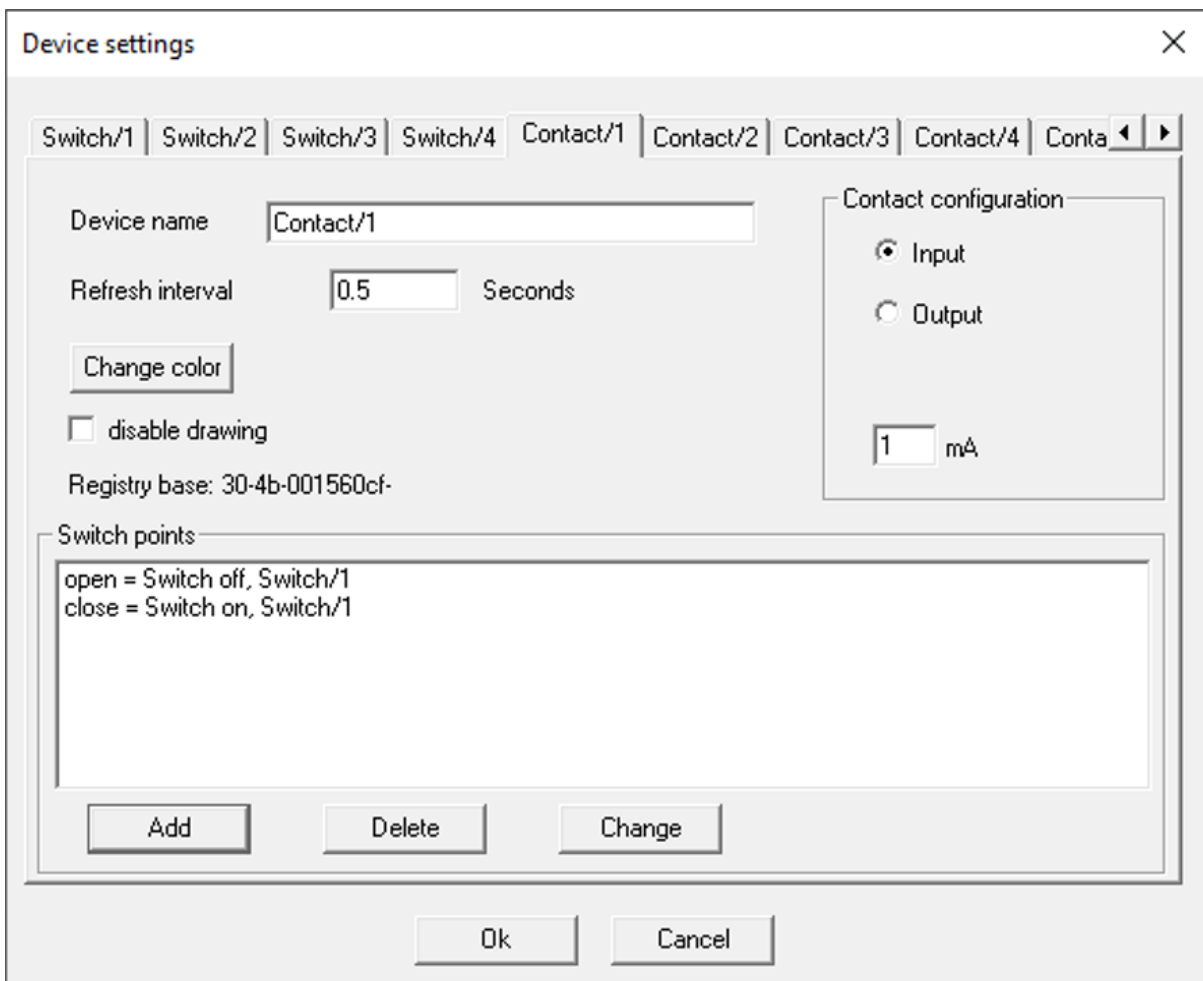 Device settings
Switch/1 Switch/2 Switch/3 Switch/4 Contact/1 Contact/2 Contact/3 Contact/4 Conta
Device name Contact/1
Refresh interval 0.5 Seconds
Change color
disable drawing
Registry base: 30-4b-001560cf-
Contact configuration
Input
Output
1 mA
Switch points
open = Switch off, Switch/1
close = Switch on, Switch/1
Add Delete Change
Ok Cancel